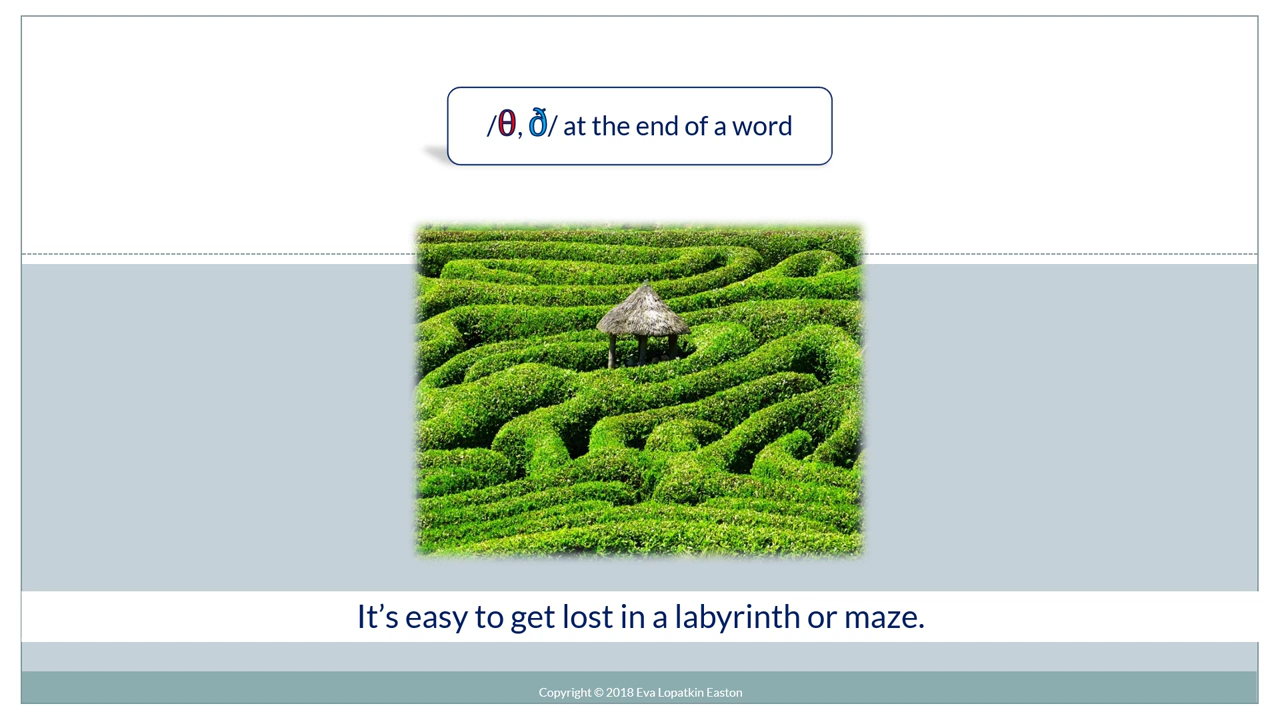 /θ, ð/ at the end of a word
It’s easy to get lost in a labyrinth or maze.
Copyright © 2018 Eva Lopatkin Easton